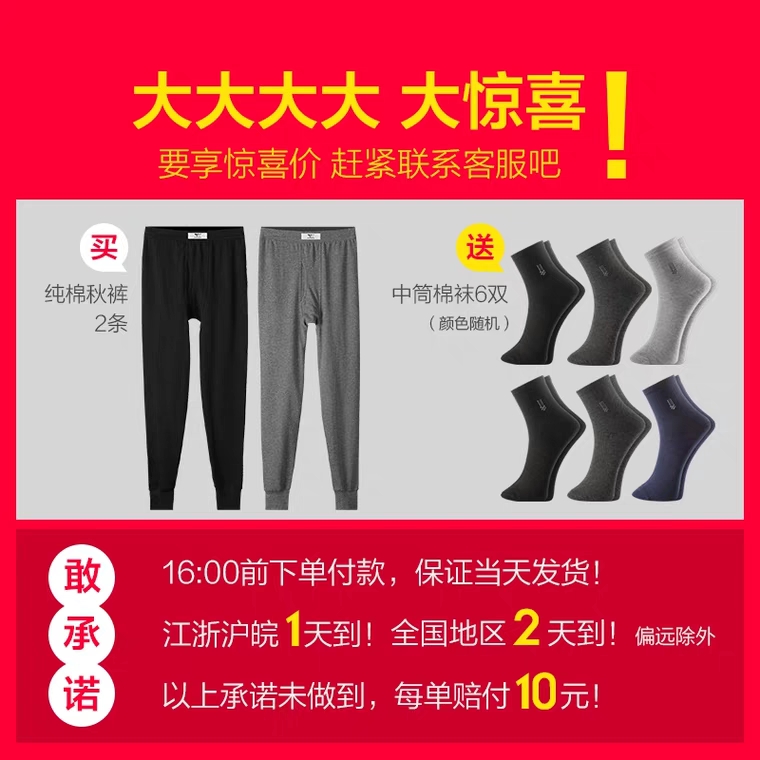 大大大大 大惊喜!
要享惊喜价 赶紧联系客服吧
买
纯棉秋裤
2条
送
中筒棉袜6双
(颜色随机)
敢承诺
16:00前下单付款,保证当天发货!
江浙沪皖1天到!全国地区2天到!偏远除外
以上承诺未做到,每单赔付10元!